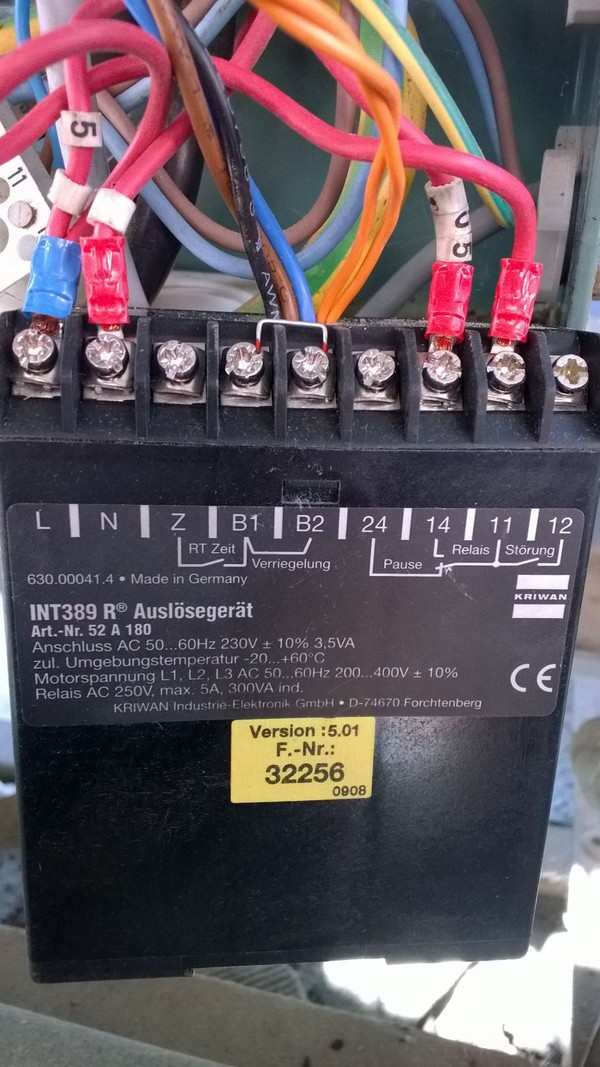 5
0 5
11
AWN
L N Z B1 B2 24 14 11 12
RT Zeit
Verriegelung
Pause
Relais
Störung
630.00041.4 • Made in Germany
KRIWAN
INT389 R® Auslösegerät
Art.-Nr. 52 A 180
Anschluss AC 50...60Hz 230V ± 10% 3,5VA
zul. Umgebungstemperatur -20...+60°C
Motorspannung L1, L2, L3 AC 50...60Hz 200...400V ± 10%
Relais AC 250V, max. 5A, 300VA ind.
CE
KRIWAN Industrie-Elektronik GmbH • D-74670 Forchtenberg
Version :5.01
F.-Nr.:
32256
0908